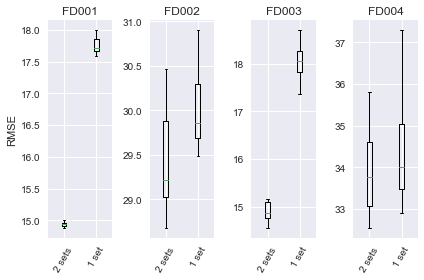 FD001 FD002 FD003 FD004
RMSE
18.0
17.5
17.0
16.5
16.0
15.5
15.0
2 sets
1 set
31.0
30.5
30.0
29.5
29.0
2 sets
1 set
18
17
16
15
2 sets
1 set
37
36
35
34
33
2 sets
1 set